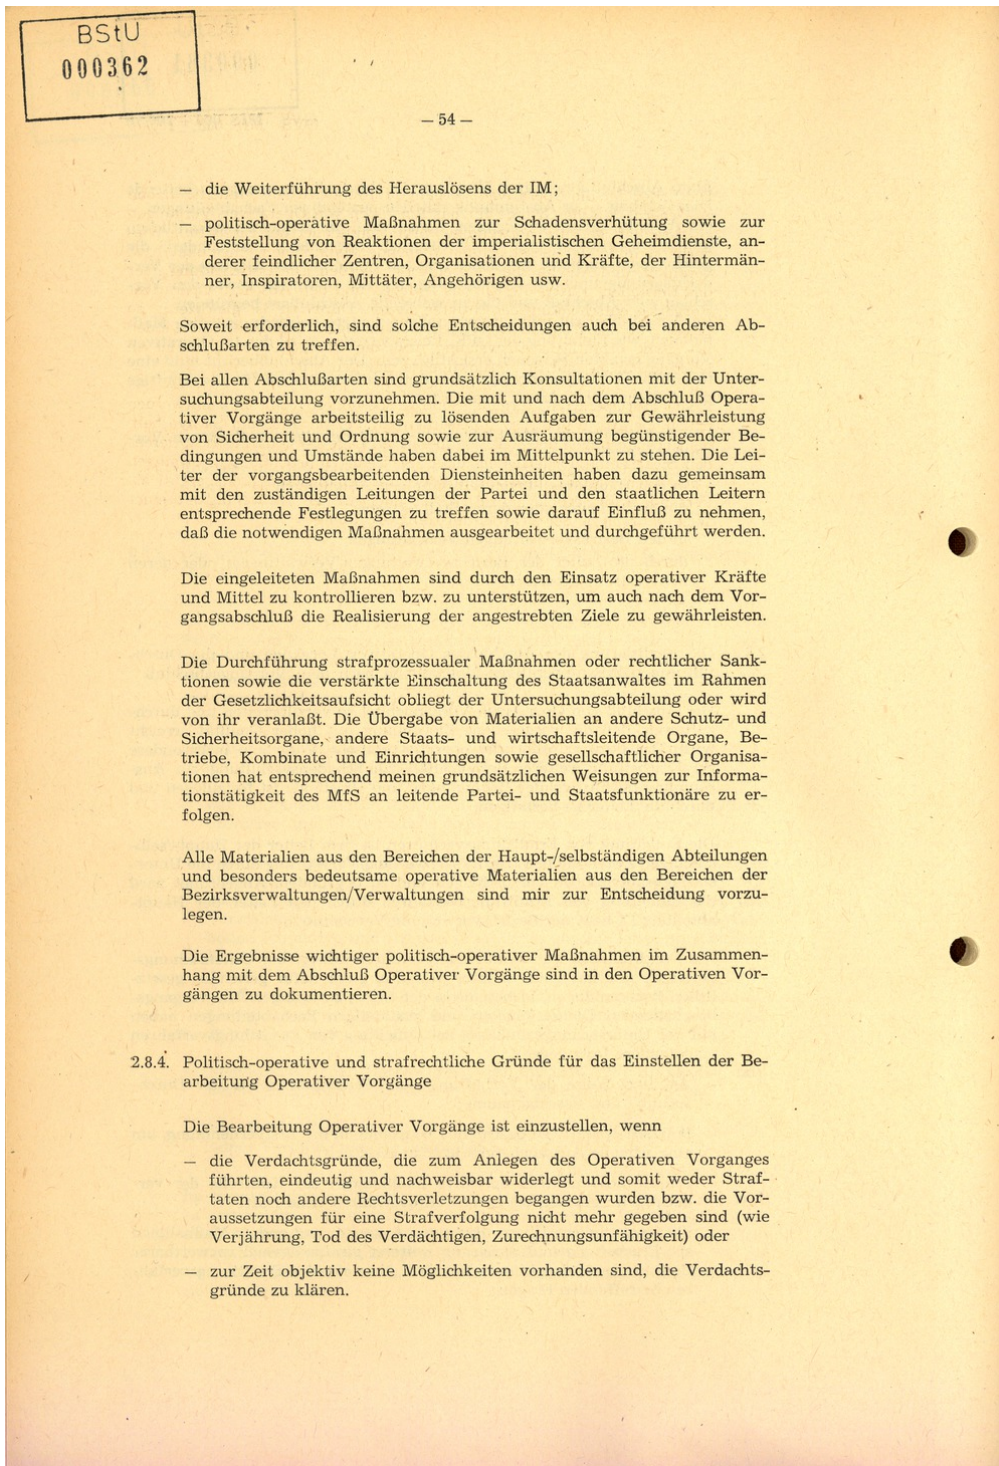 BStU
000362
— 54 —
— die Weiterführung des Herauslösens der IM;
— politisch-operative Maßnahmen zur Schadensverhütung sowie zur
Feststellung von Reaktionen der imperialistischen Geheimdienste, an-
derer feindlicher Zentren, Organisationen und Kräfte, der Hintermän-
ner, Inspiratoren, Mittäter, Angehörigen usw.
Soweit erforderlich, sind solche Entscheidungen auch bei anderen Ab-
schlußarten zu treffen.
Bei allen Abschlußarten sind grundsätzlich Konsultationen mit der Unter-
suchungsabteilung vorzunehmen. Die mit und nach dem Abschluß Opera-
tiver Vorgänge arbeitsteilig zu lösenden Aufgaben zur Gewährleistung
von Sicherheit und Ordnung sowie zur Ausräumung begünstigender Be-
dingungen und Umstände haben dabei im Mittelpunkt zu stehen. Die Lei-
ter der vorgangsbearbeitenden Diensteinheiten haben dazu gemeinsam
mit den zuständigen Leitungen der Partei und den staatlichen Leitern
entsprechende Festlegungen zu treffen sowie darauf Einfluß zu nehmen,
daß die notwendigen Maßnahmen ausgearbeitet und durchgeführt werden.
Die eingeleiteten Maßnahmen sind durch den Einsatz operativer Kräfte
und Mittel zu kontrollieren bzw. zu unterstützen, um auch nach dem Vor-
gangsabschluß die Realisierung der angestrebten Ziele zu gewährleisten.
Die Durchführung strafprozessualer Maßnahmen oder rechtlicher Sank-
tionen sowie die verstärkte Einschaltung des Staatsanwaltes im Rahmen
der Gesetzlichkeitsaufsicht obliegt der Untersuchungsabteilung oder wird
von ihr veranlaßt. Die Übergabe von Materialien an andere Schutz- und
Sicherheitsorgane, andere Staats- und wirtschaftsleitende Organe, Be-
triebe, Kombinate und Einrichtungen sowie gesellschaftlicher Organisa-
tionen hat entsprechend meinen grundsätzlichen Weisungen zur Informa-
tionstätigkeit des MfS an leitende Partei- und Staatsfunktionäre zu er-
folgen.
Alle Materialien aus den Bereichen der Haupt-/selbständigen Abteilungen
und besonders bedeutsame operative Materialien aus den Bereichen der
Bezirksverwaltungen/Verwaltungen sind mir zur Entscheidung vorzu-
legen.
Die Ergebnisse wichtiger politisch-operativer Maßnahmen im Zusammen-
hang mit dem Abschluß Operativer Vorgänge sind in den Operativen Vor-
gängen zu dokumentieren.
2.8.4. Politisch-operative und strafrechtliche Gründe für das Einstellen der Be-
arbeitung Operativer Vorgänge
Die Bearbeitung Operativer Vorgänge ist einzustellen, wenn
— die Verdachtsgründe, die zum Anlegen des Operativen Vorganges
führten, eindeutig und nachweisbar widerlegt und somit weder Straf-
taten noch andere Rechtsverletzungen begangen wurden bzw. die Vor-
aussetzungen für eine Strafverfolgung nicht mehr gegeben sind (wie
Verjährung, Tod des Verdächtigen, Zurechnungsunfähigkeit) oder
— zur Zeit objektiv keine Möglichkeiten vorhanden sind, die Verdachts-
gründe zu klären.